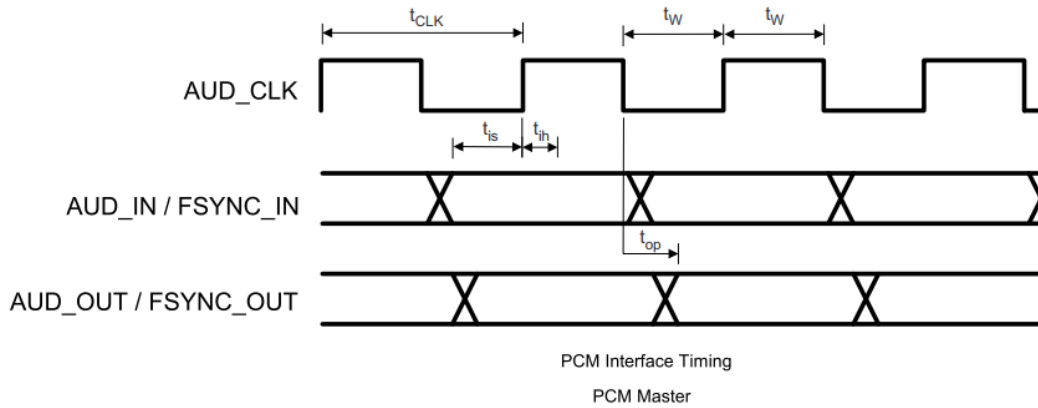 tCLK tW tW
AUD_CLK
tis tih
AUD_IN / FSYNC_IN
top
AUD_OUT / FSYNC_OUT
PCM Interface Timing
PCM Master